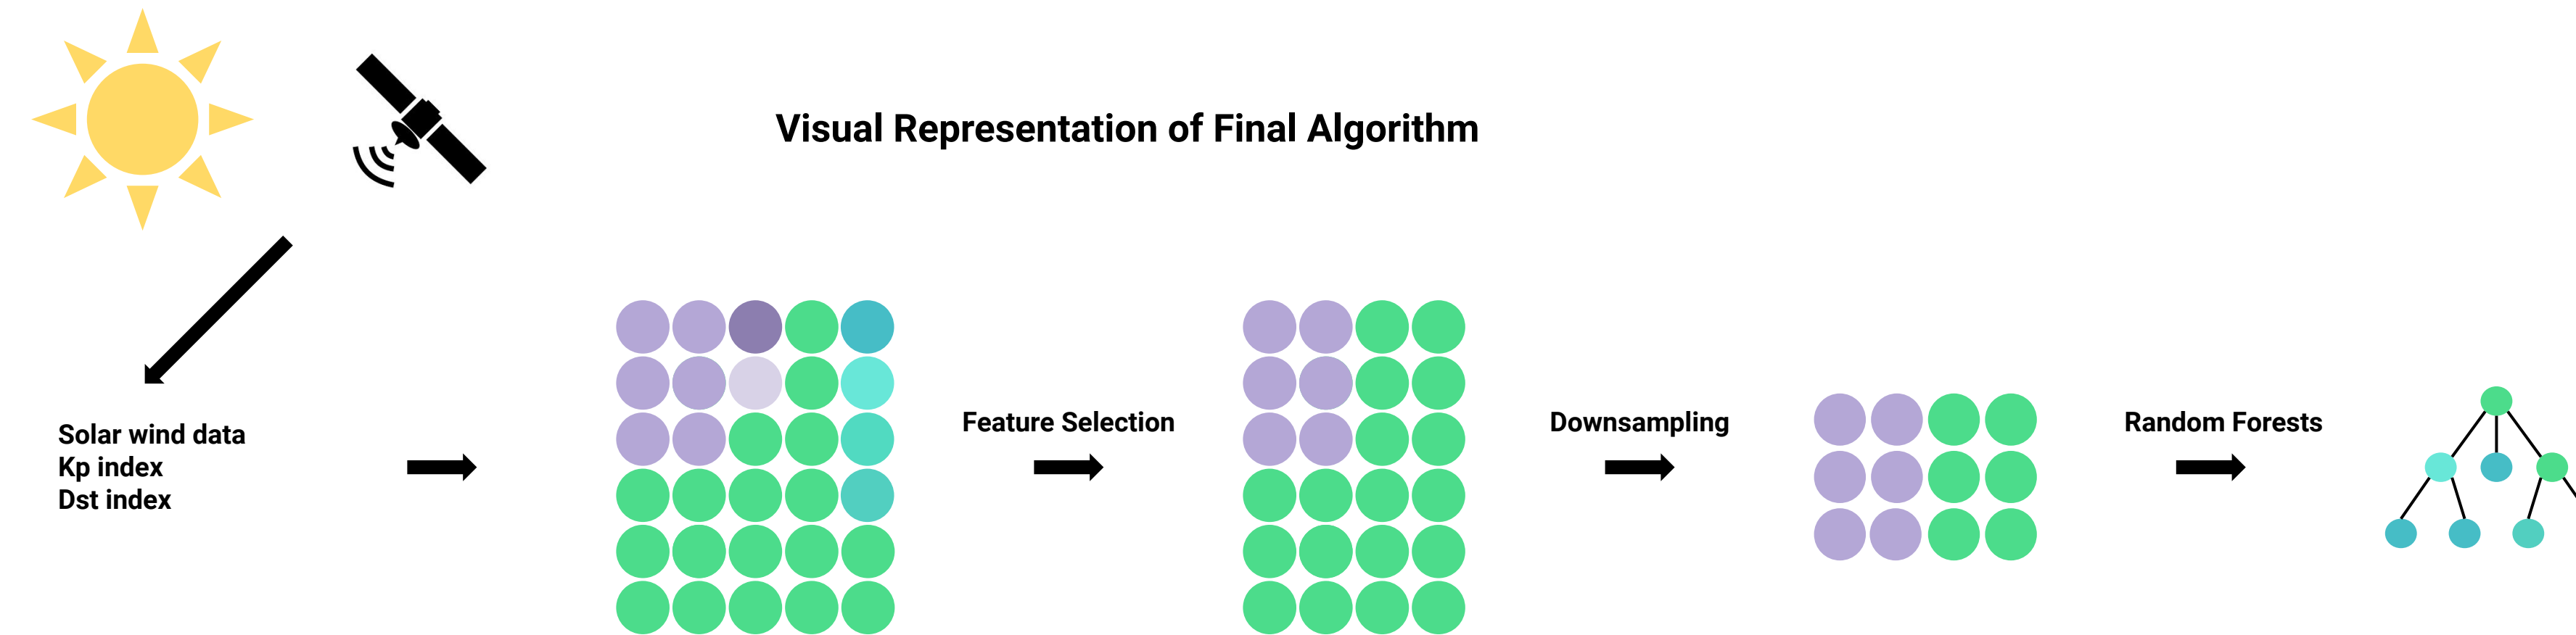 Visual Representation of Final Algorithm
Solar wind data
Kp index
Dst index
Feature Selection
Downsampling
Random Forests